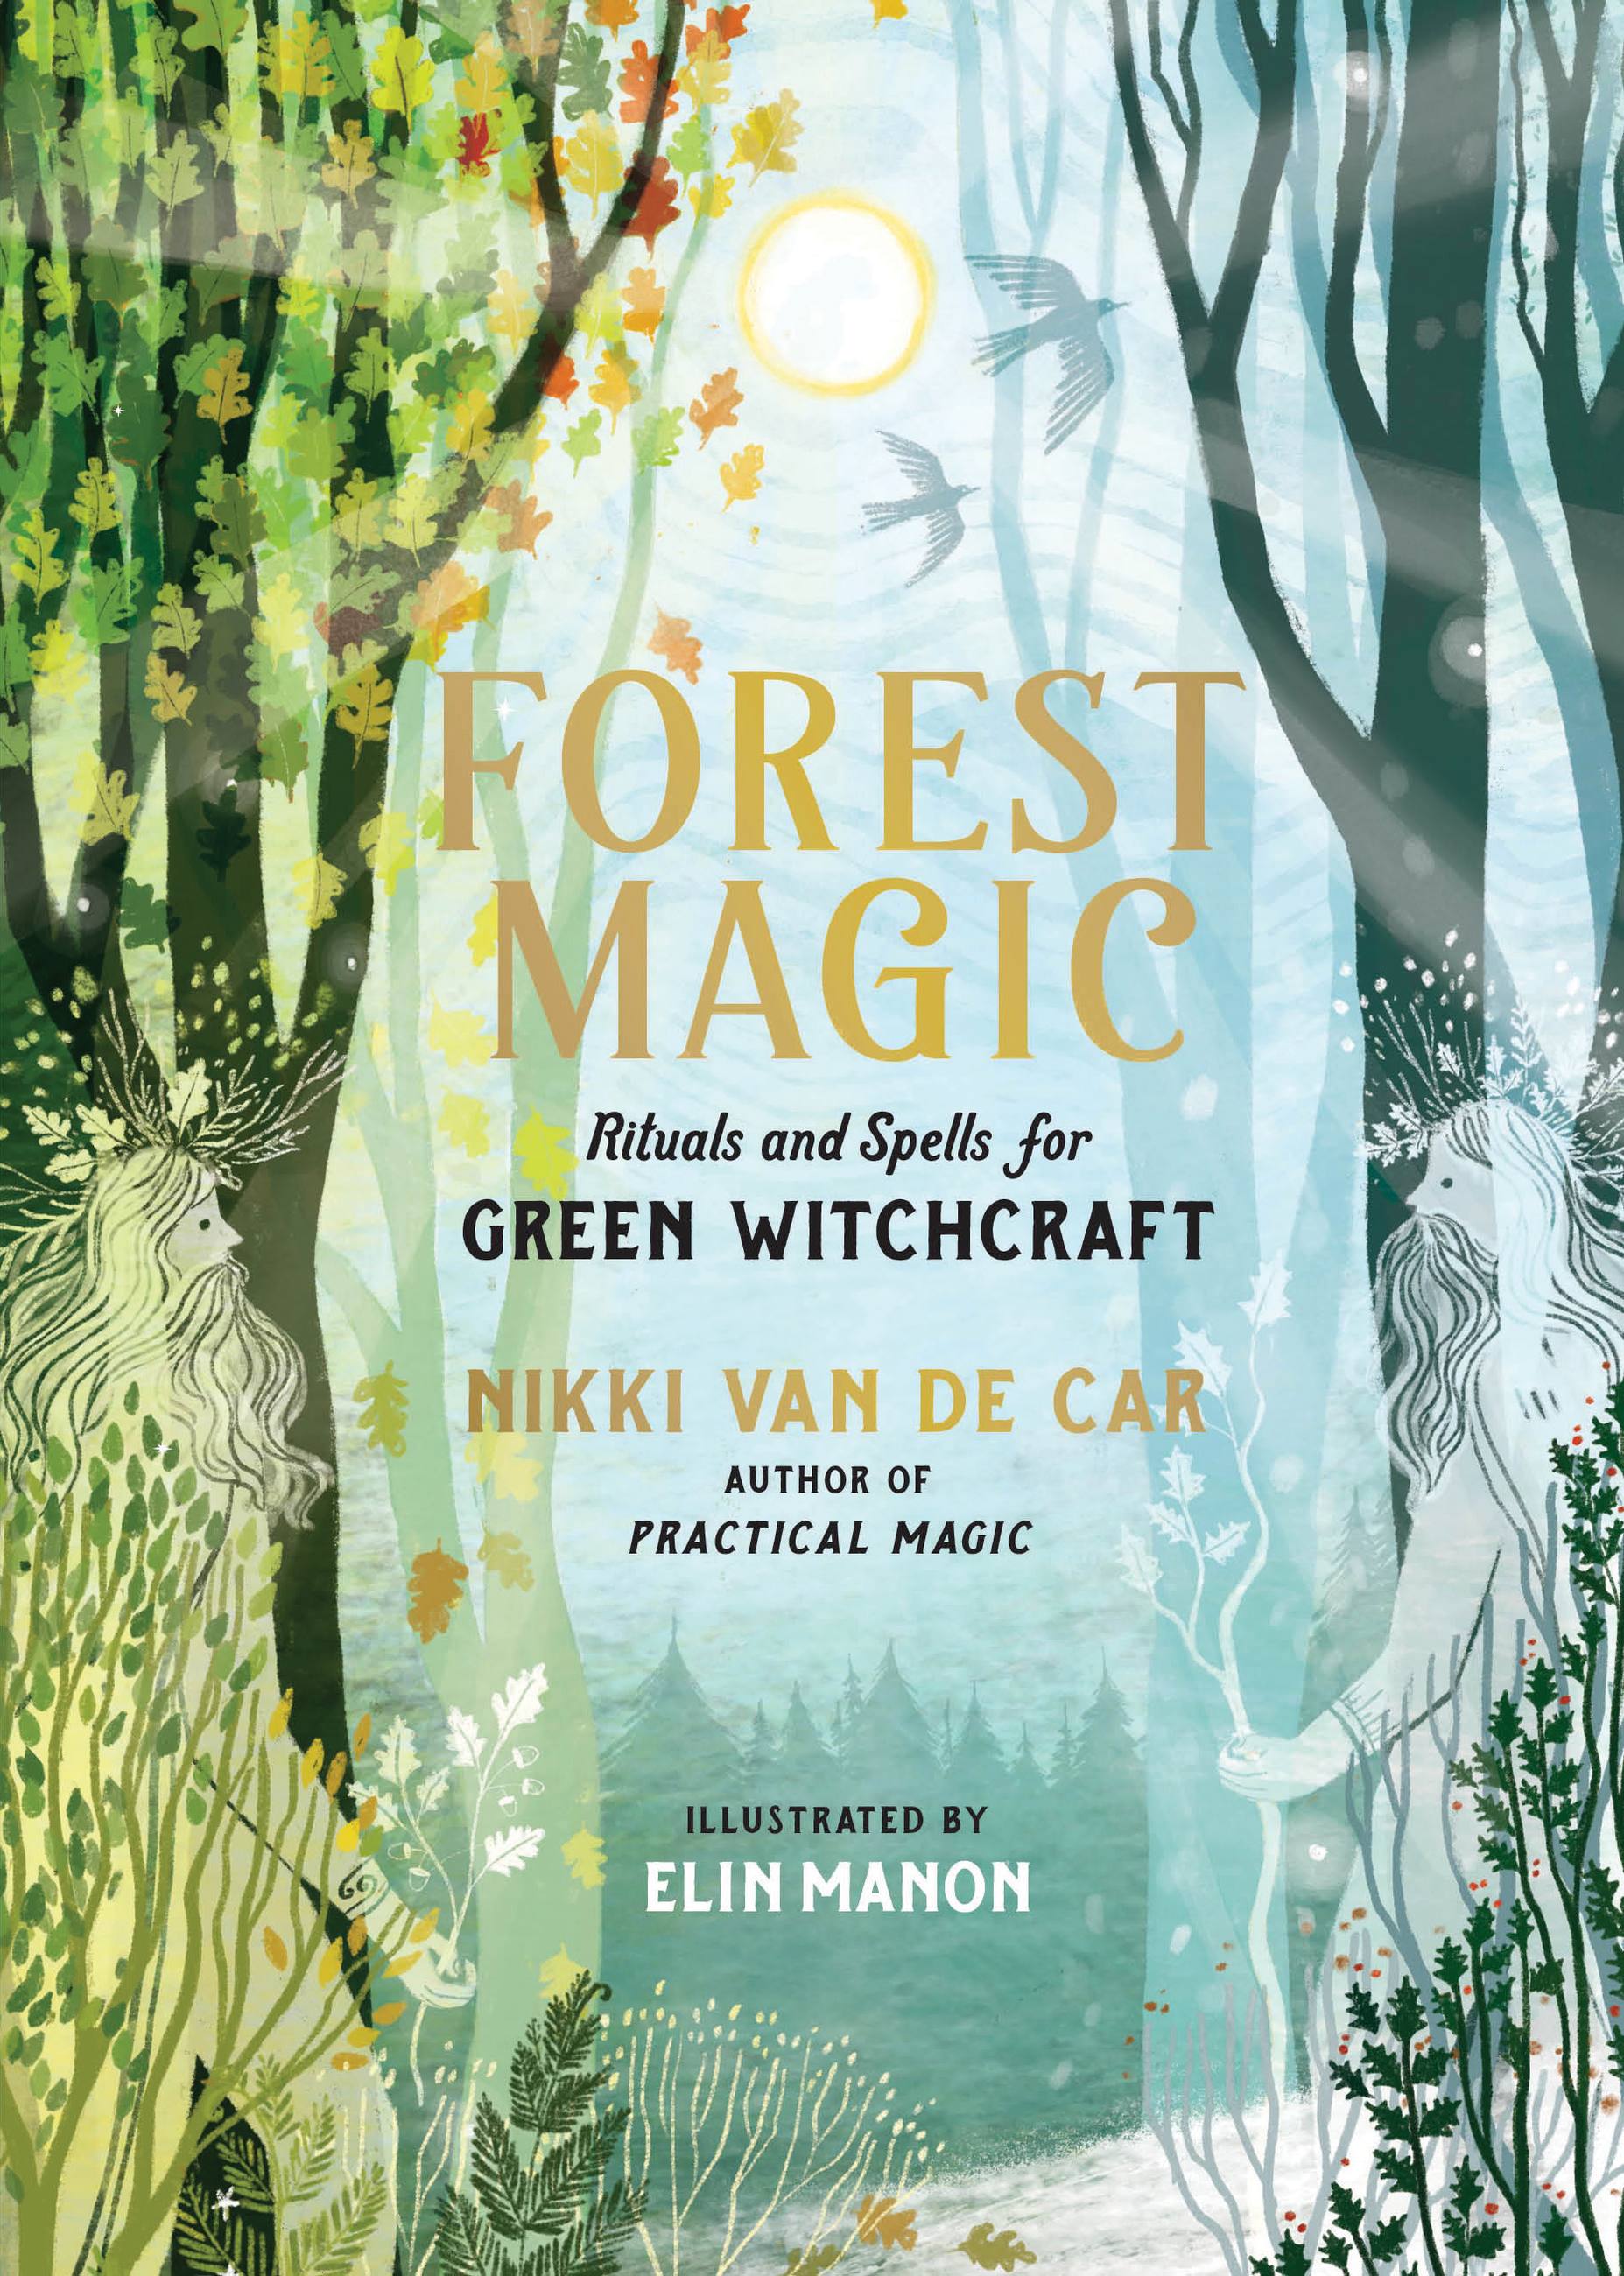 FOREST
MAGIC
Rituals and Spells for
GREEN WITCHCRAFT
NIKKI VAN DE CAR
AUTHOR OF
PRACTICAL MAGIC
ILLUSTRATED BY
ELIN MANON